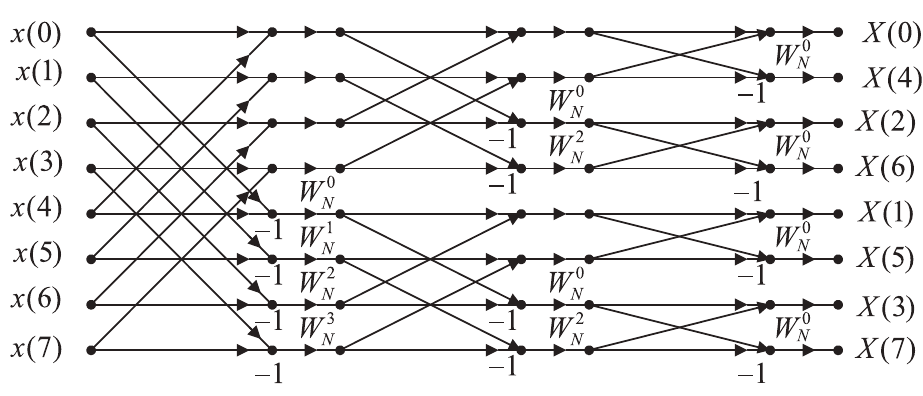 x(0) W_N^0 X(0)
x(1) -1 X(4)
x(2) W_N^0 X(2)
-1 W_N^2 W_N^0
x(3) -1 -1 X(6)
W_N^0
x(4) X(1)
-1 W_N^1 W_N^0
x(5) -1 X(5)
-1 W_N^2 W_N^0
x(6) X(3)
-1 W_N^3 -1 W_N^2 W_N^0
x(7) X(7)
-1 -1 -1